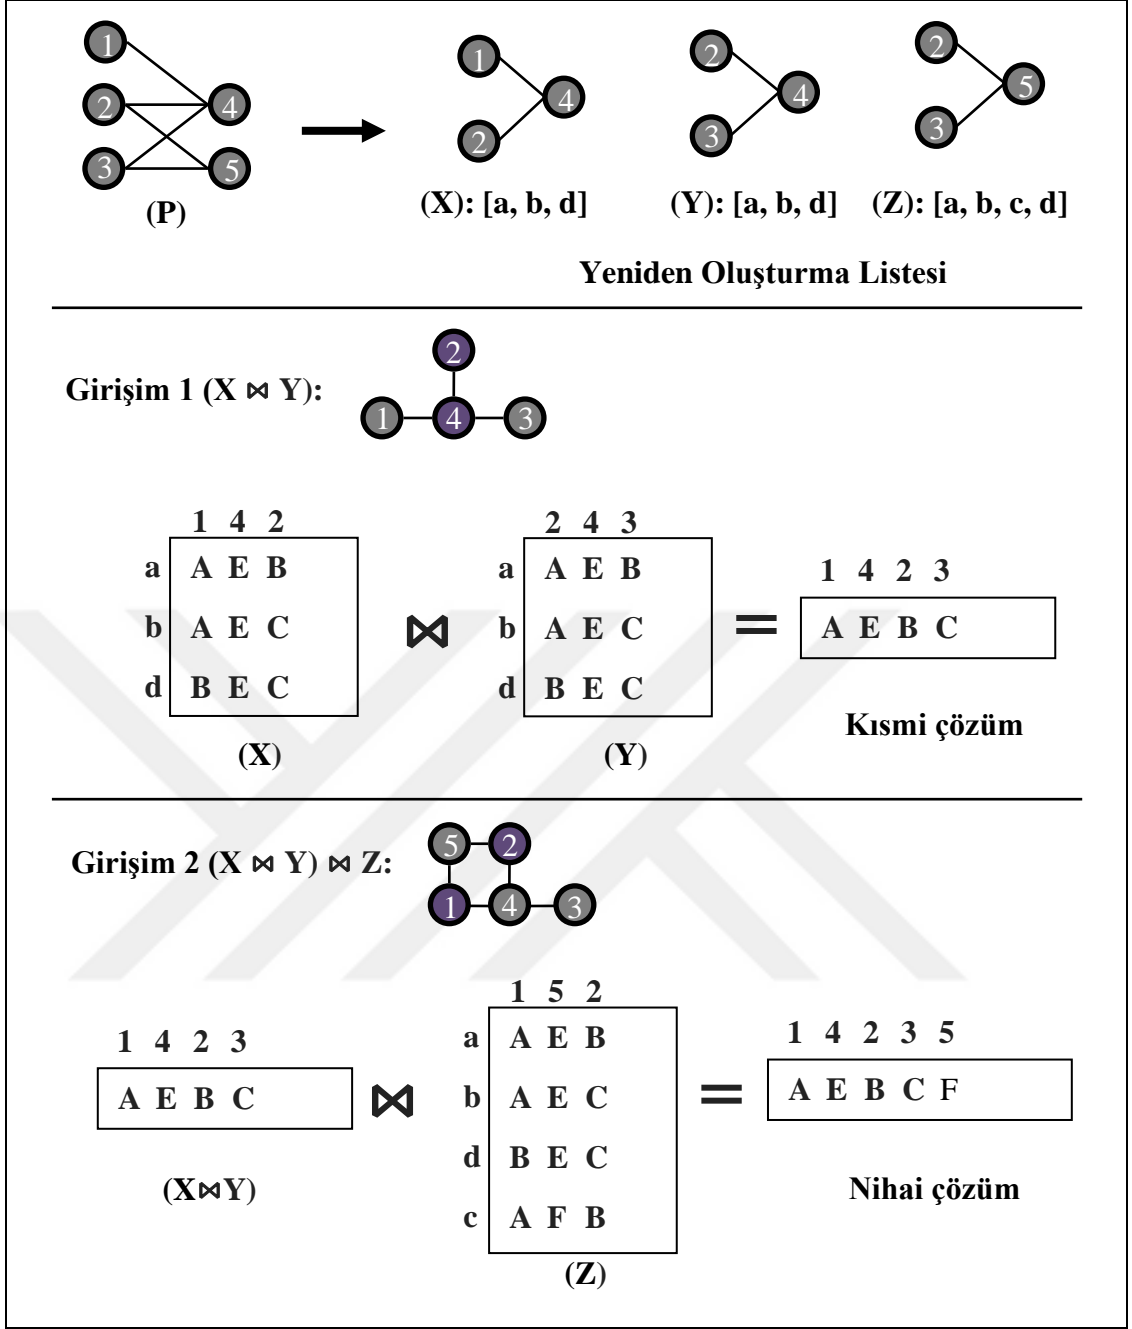 1
2
3
4
5
(P)
1
2
4
(X): [a, b, d]
2
3
4
(Y): [a, b, d]
2
3
5
(Z): [a, b, c, d]
Yeniden Oluşturma Listesi
Girişim 1 (X ⋈ Y):
2
1 4 3
1 4 2
a A E B
b A E C
d B E C
(X)
⋈
2 4 3
a A E B
b A E C
d B E C
(Y)
=
1 4 2 3
A E B C
Kısmi çözüm
Girişim 2 (X ⋈ Y) ⋈ Z:
5 2
1 4 3
1 4 2 3
A E B C
(X⋈Y)
⋈
1 5 2
a A E B
b A E C
d B E C
c A F B
(Z)
=
1 4 2 3 5
A E B C F
Nihai çözüm